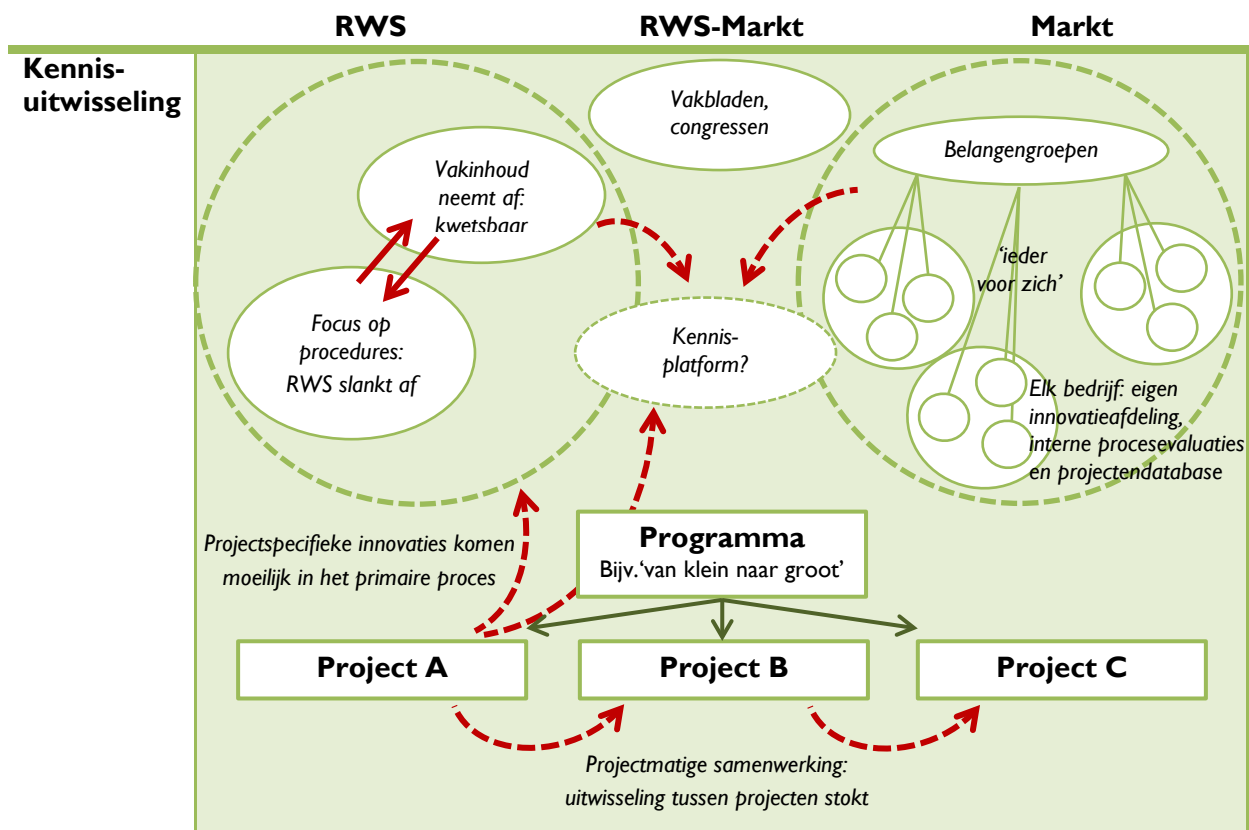 RWS
RWS-Markt
Markt
Kennis-
uitwisseling
Vakbladen,
congressen
Belangengroepen
Vakinhoud
neemt af:
kwetsbaar
'ieder
voor zich'
Focus op
procedures:
RWS slankt af
Kennis-
platform?
Elk bedrijf: eigen
innovatieafdeling,
interne procesevaluaties
en projectendatabase
Projectspecifieke innovaties komen
moeilijk in het primaire proces
Programma
Bijv.'van klein naar groot'
Project A
Project B
Project C
Projectmatige samenwerking:
uitwisseling tussen projecten stokt